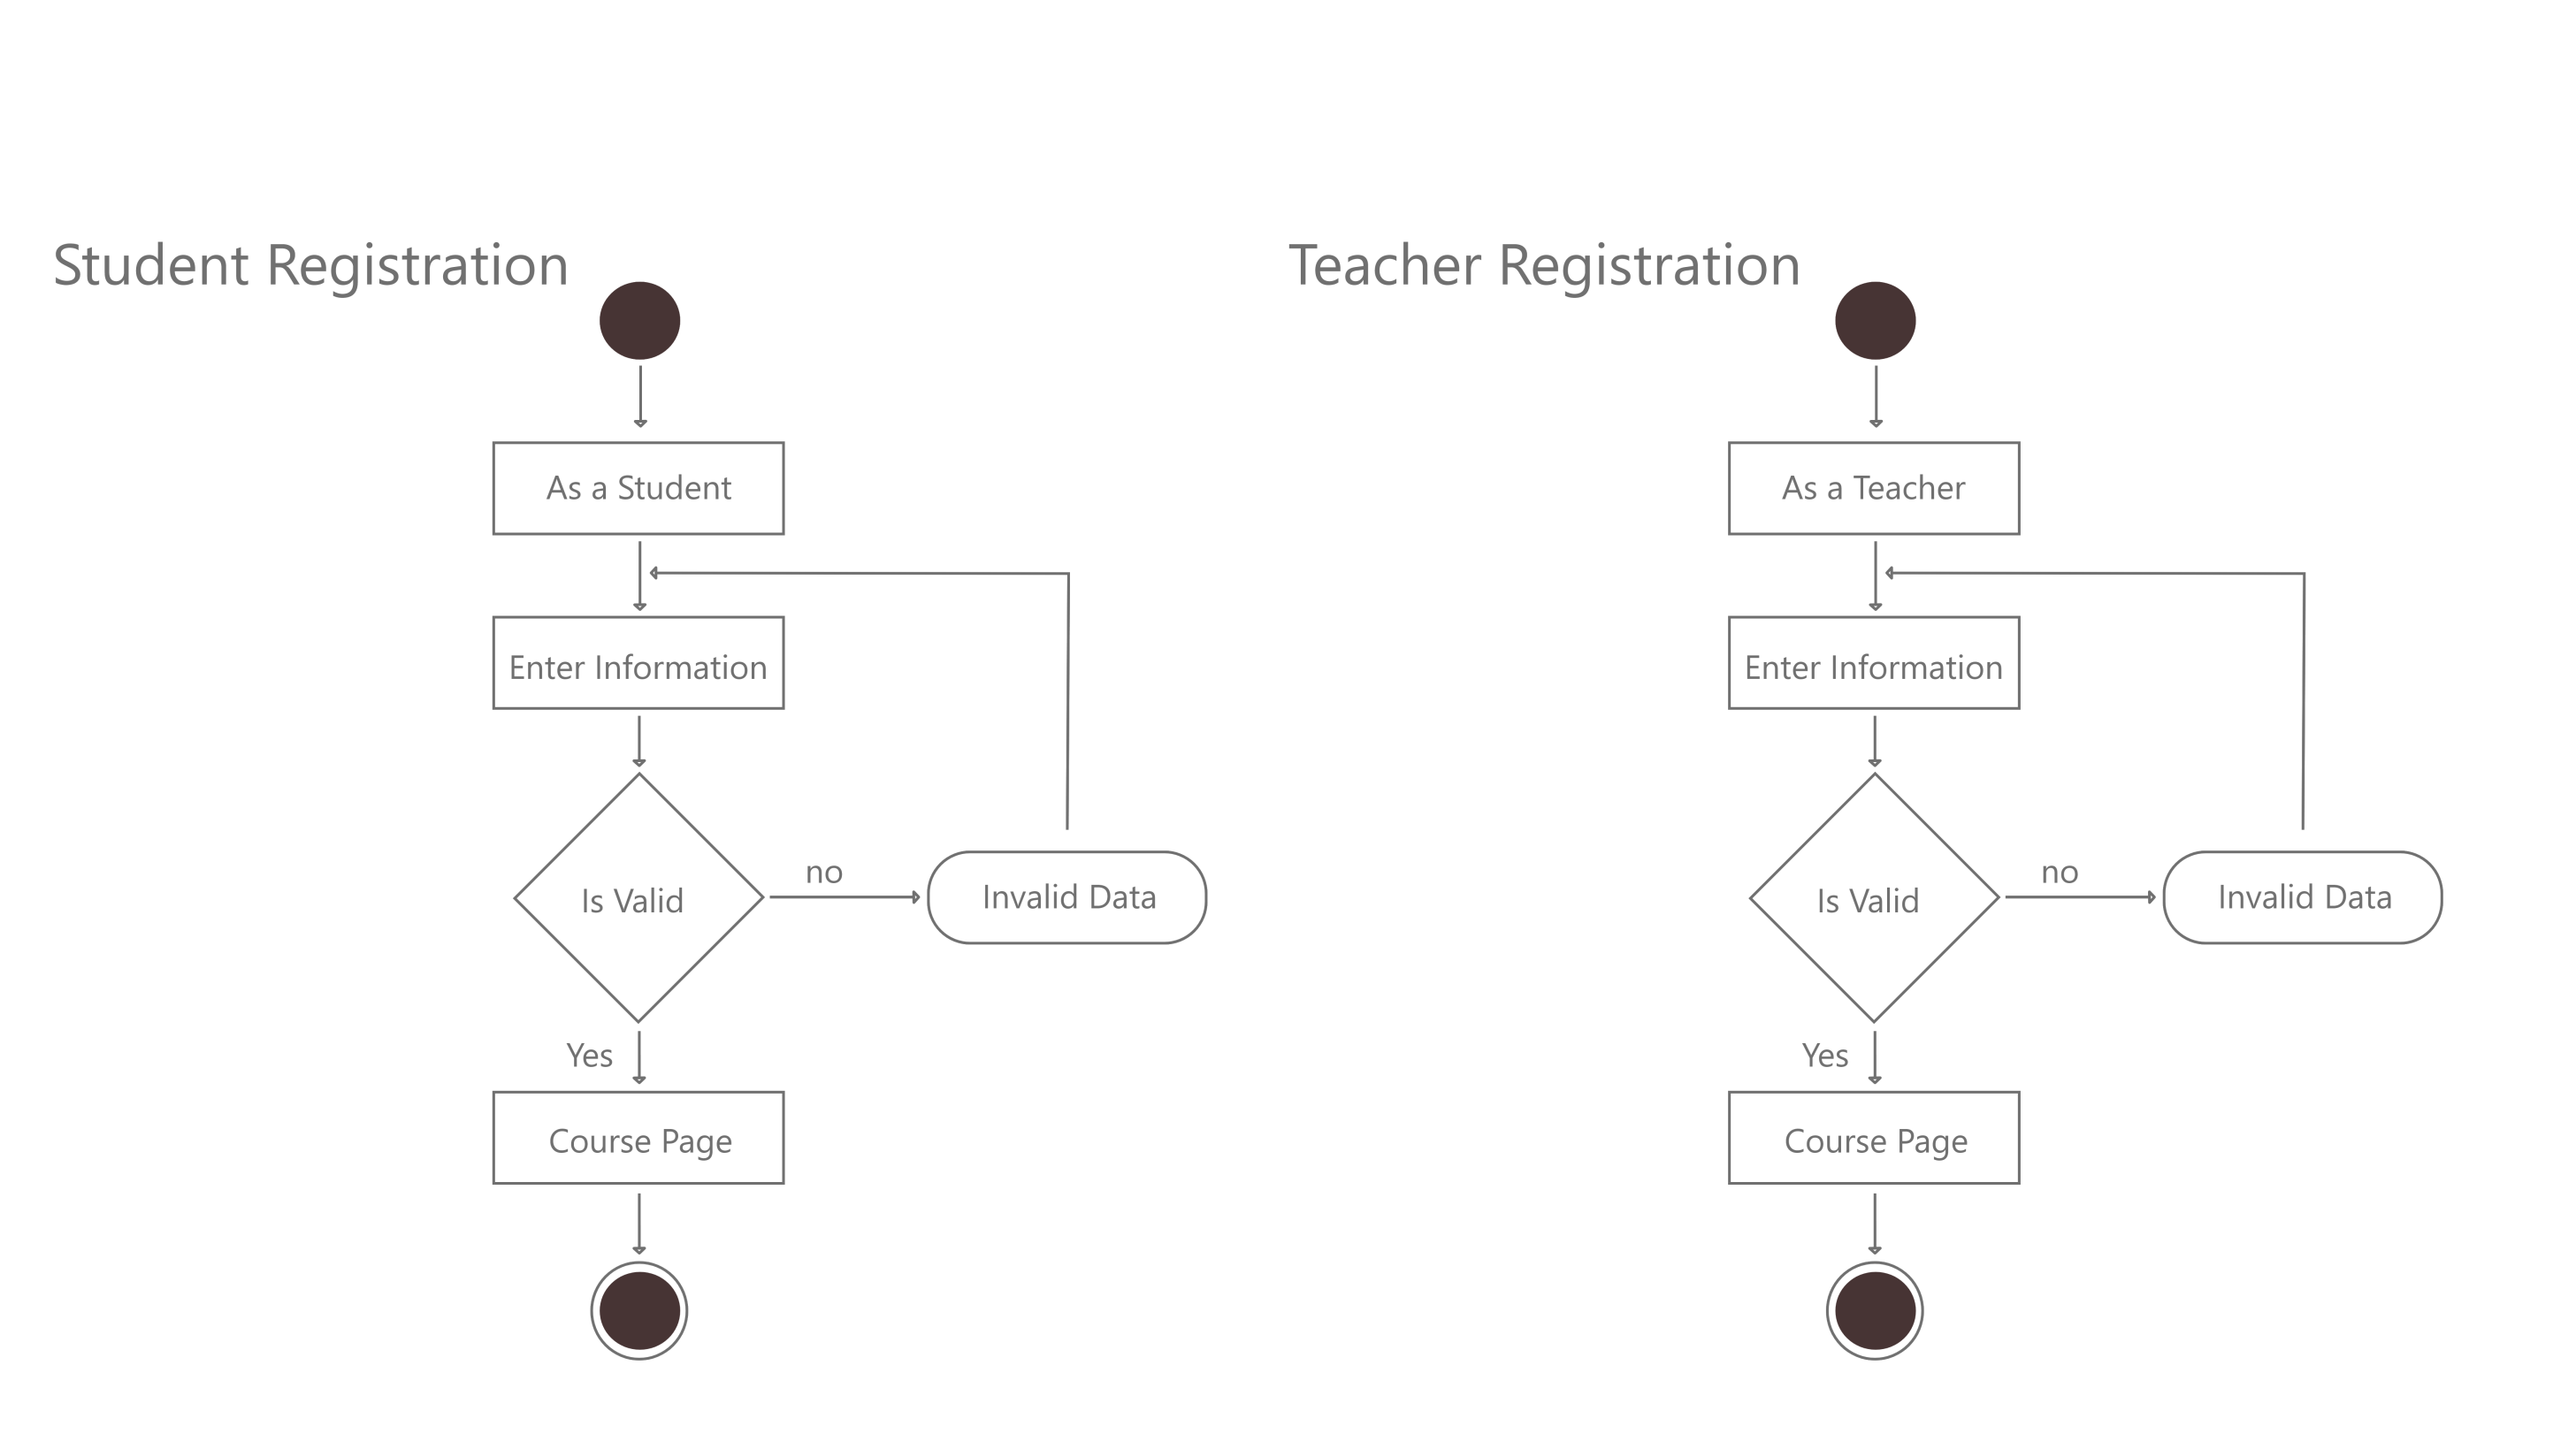 Student Registration
As a Student
Enter Information
Is Valid
no
Invalid Data
Yes
Course Page
Teacher Registration
As a Teacher
Enter Information
Is Valid
no
Invalid Data
Yes
Course Page